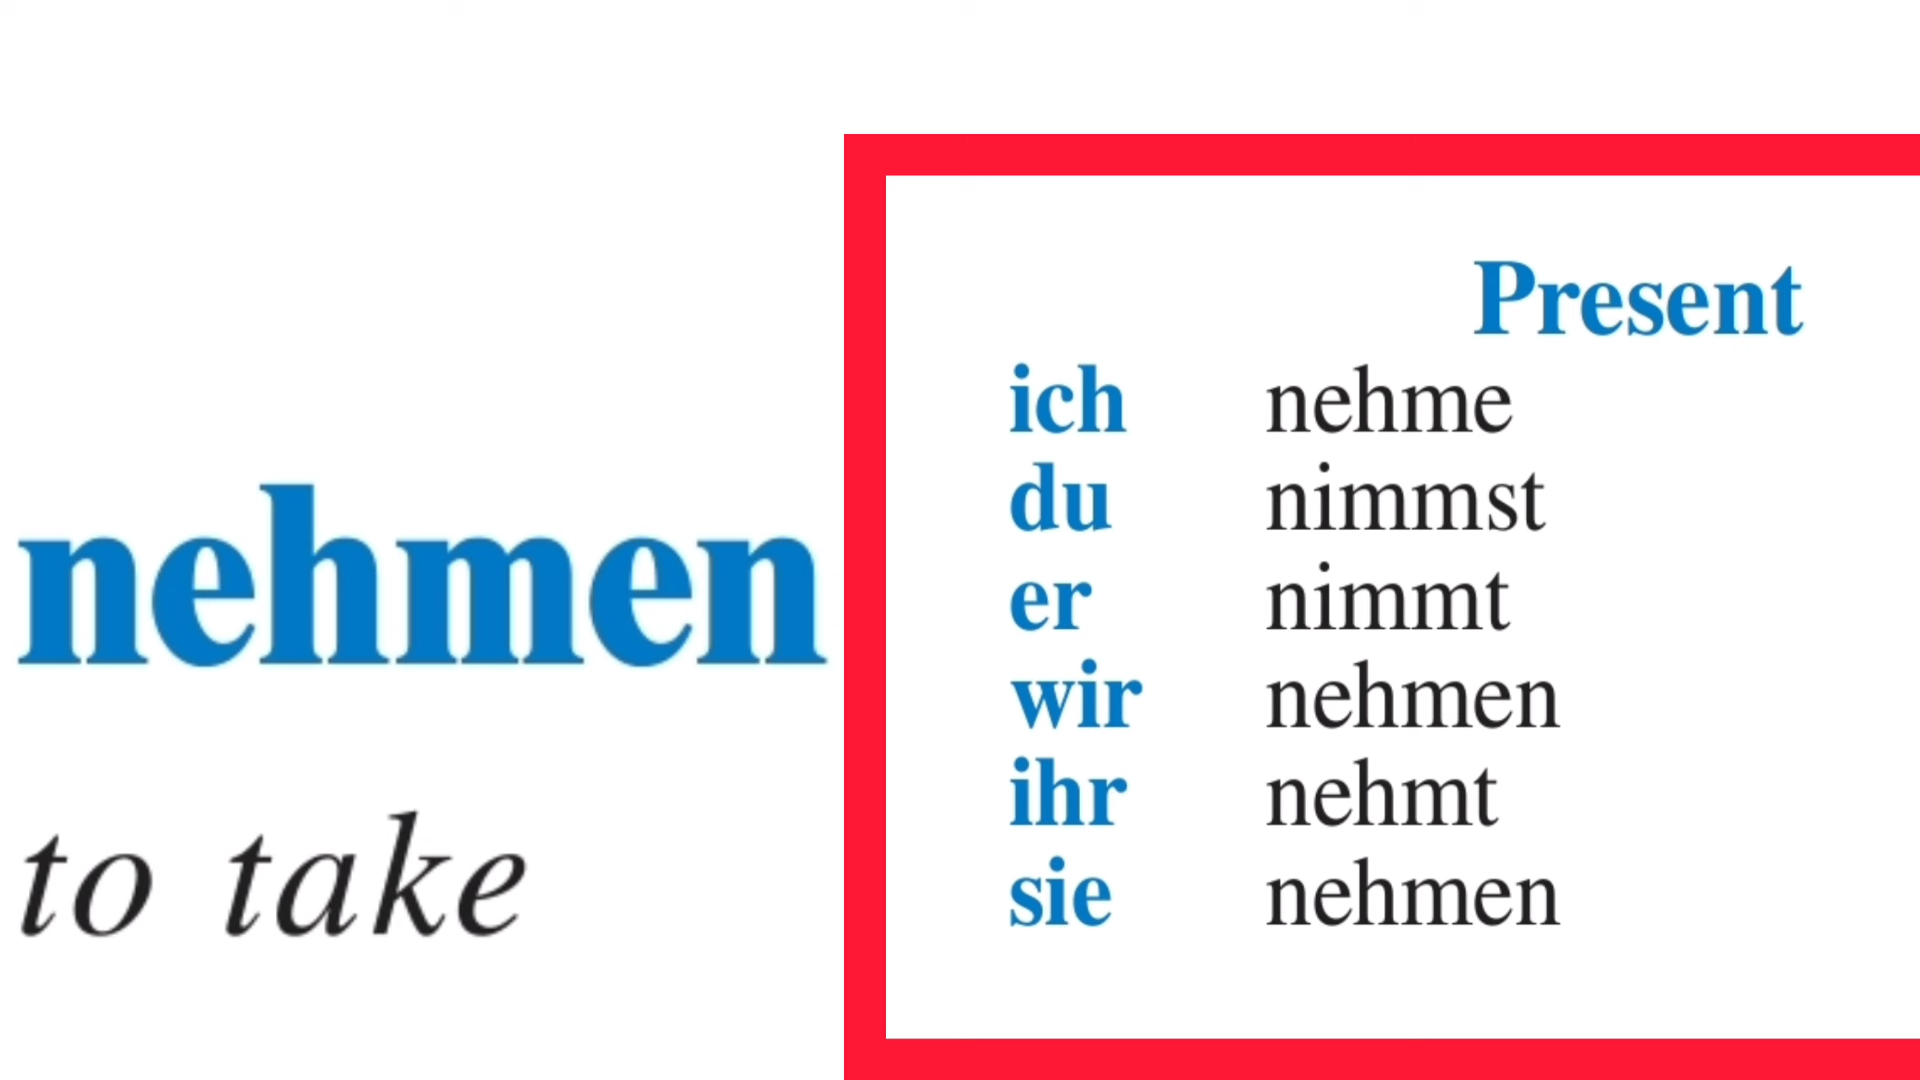 nehmen
to take
Present
ich nehme
du nimmst
er nimmt
wir nehmen
ihr nehmt
sie nehmen